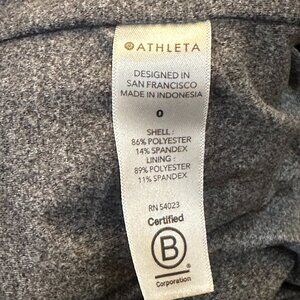 ATHLETA
DESIGNED IN
SAN FRANCISCO
MADE IN INDONESIA
0
SHELL :
86% POLYESTER
14% SPANDEX
LINING :
89% POLYESTER
11% SPANDEX
RN 54023
Certified
B
Corporation